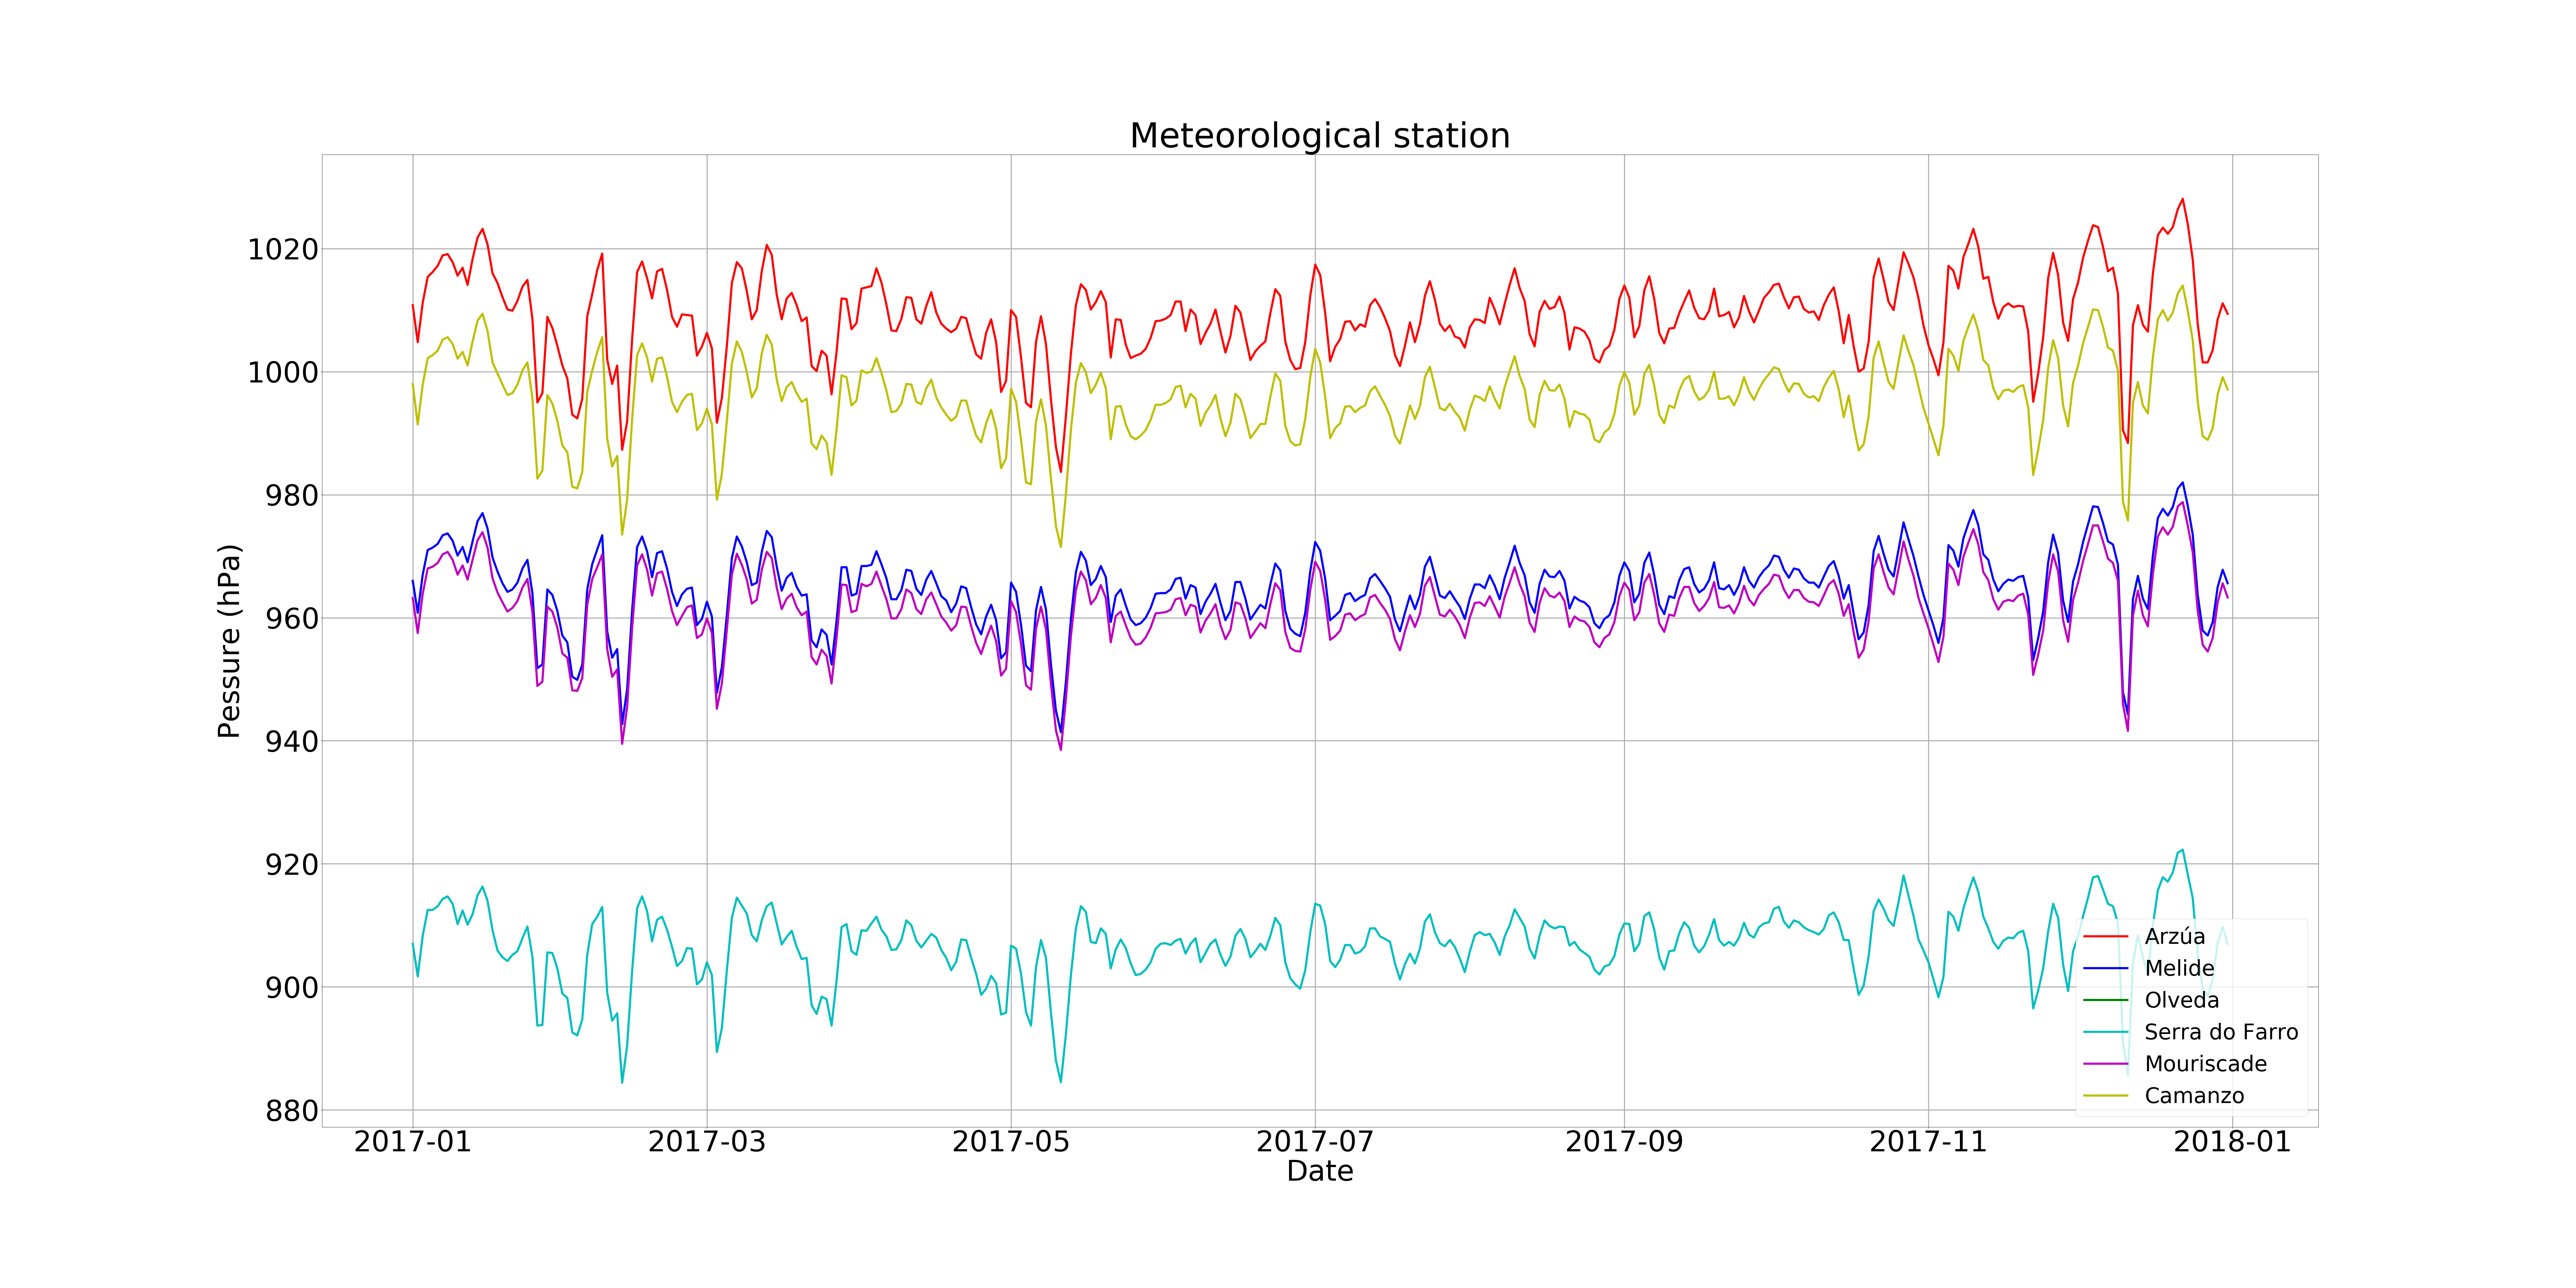 Meteorological station
Pessure (hPa)
1020
1000
980
960
940
920
900
880
Arzúa
Melide
Olveda
Serra do Farro
Mouriscade
Camanzo
2017-01 2017-03 2017-05 2017-07 2017-09 2017-11 2018-01
Date